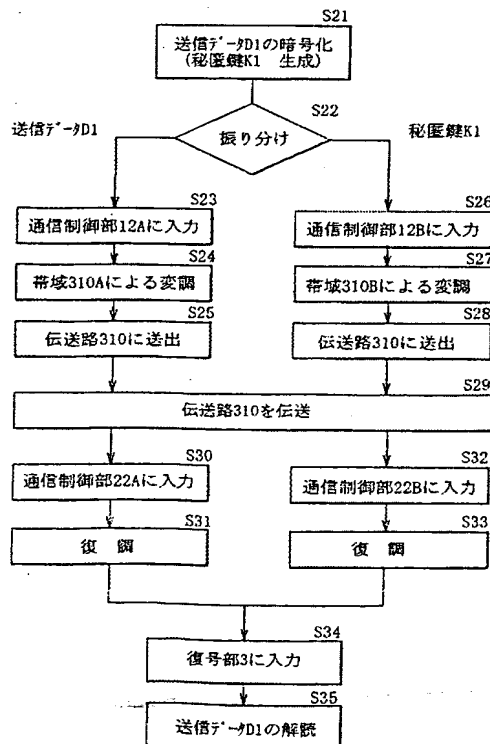 S21
送信データD1の暗号化
(秘匿鍵K1 生成)
S22
振り分け
送信データD1
秘匿鍵K1
S23
通信制御部12Aに入力
S24
帯域310Aによる変調
S25
伝送路310に送出
S26
通信制御部12Bに入力
S27
帯域310Bによる変調
S28
伝送路310に送出
S29
伝送路310を伝送
S30
通信制御部22Aに入力
S31
復 調
S32
通信制御部22Bに入力
S33
復 調
S34
復号部3に入力
S35
送信データD1の解読